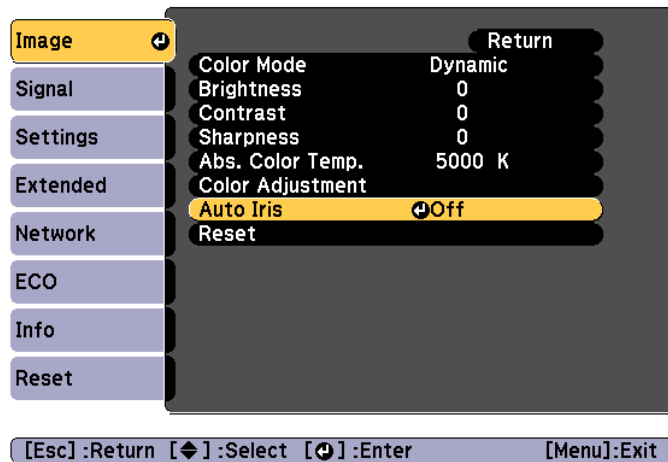 Image
Signal
Settings
Extended
Network
ECO
Info
Reset
Return
Color Mode Dynamic
Brightness 0
Contrast 0
Sharpness 0
Abs. Color Temp. 5000 K
Color Adjustment
Auto Iris Off
Reset
[Esc] :Return [ ] :Select [ ] :Enter [Menu]:Exit